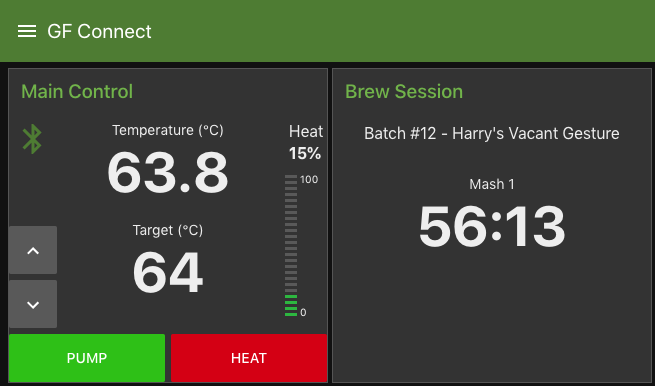 GF Connect
Main Control
Temperature (°C)
63.8
Target (°C)
64
Heat
15%
100
0
PUMP
HEAT
Brew Session
Batch #12 - Harry's Vacant Gesture
Mash 1
56:13